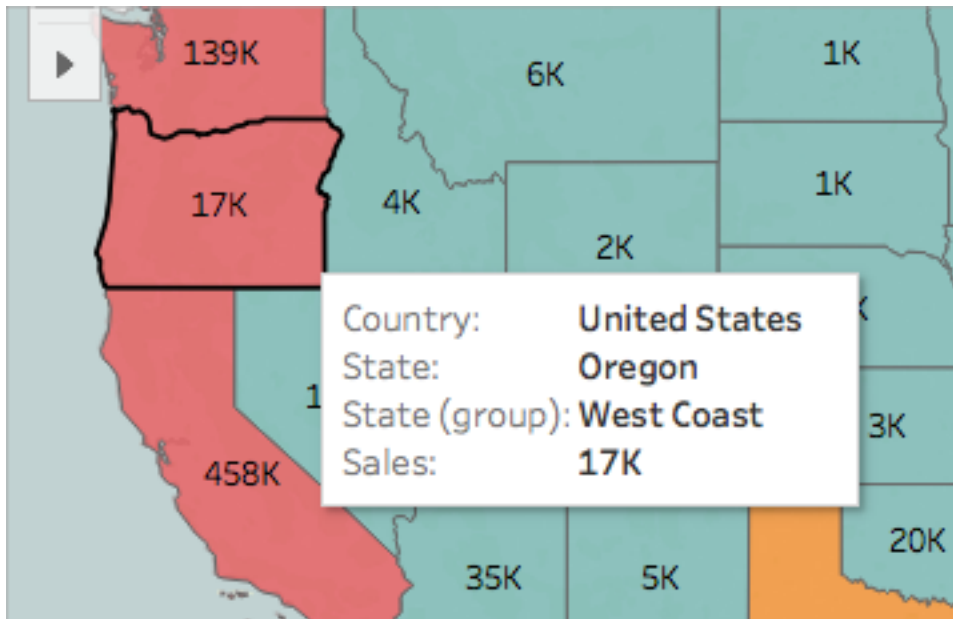 139K
6K
1K
17K
4K
1K
2K
Country: United States
State: Oregon
State (group): West Coast
Sales: 17K
3K
458K
20K
35K
5K